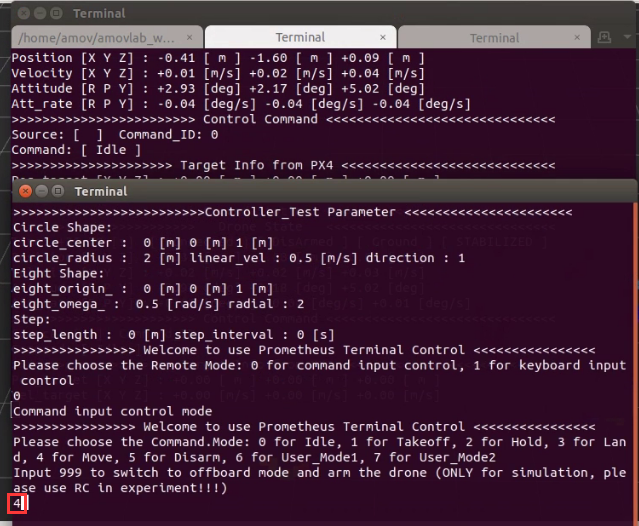 Terminal
/home/amov/amovlab_w... × Terminal × Terminal ×
Position [X Y Z] : -0.41 [ m ] -1.60 [ m ] +0.09 [ m ]
Velocity [X Y Z] : +0.01 [m/s] +0.02 [m/s] +0.04 [m/s]
Attitude [R P Y] : +2.93 [deg] +2.17 [deg] +5.02 [deg]
Att_rate [R P Y] : -0.04 [deg/s] -0.04 [deg/s] -0.04 [deg/s]
>>>>>>>>>>>>>>>>>>>>>>>> Control Command <<<<<<<<<<<<<<<<<<<<<<<<<<<<<<
Source: [  ]  Command_ID: 0
Command: [ Idle ]
>>>>>>>>>>>>>>>>>>>>> Target Info from PX4 <<<<<<<<<<<<<<<<<<<<<<<<<<<<
Terminal
>>>>>>>>>>>>>>>>>>>>>>>>>Controller_Test Parameter <<<<<<<<<<<<<<<<<<<<<<
Circle Shape:
circle_center :  0 [m] 0 [m] 1 [m]
circle_radius :  2 [m] linear_vel : 0.5 [m/s] direction : 1
Eight Shape:
eight_origin_ :  0 [m] 0 [m] 1 [m]
eight_omega_ :  0.5 [rad/s] radial : 2
Step:
step_length :  0 [m] step_interval : 0 [s]
>>>>>>>>>>>>>>>> Welcome to use Prometheus Terminal Control <<<<<<<<<<<<<<<<
Please choose the Remote Mode: 0 for command input control, 1 for keyboard input
 control
0
Command input control mode
>>>>>>>>>>>>>>>> Welcome to use Prometheus Terminal Control <<<<<<<<<<<<<<<<
Please choose the Command.Mode: 0 for Idle, 1 for Takeoff, 2 for Hold, 3 for Lan
d, 4 for Move, 5 for Disarm, 6 for User_Mode1, 7 for User_Mode2
Input 999 to switch to offboard mode and arm the drone (ONLY for simulation, ple
ase use RC in experiment!!!)
4